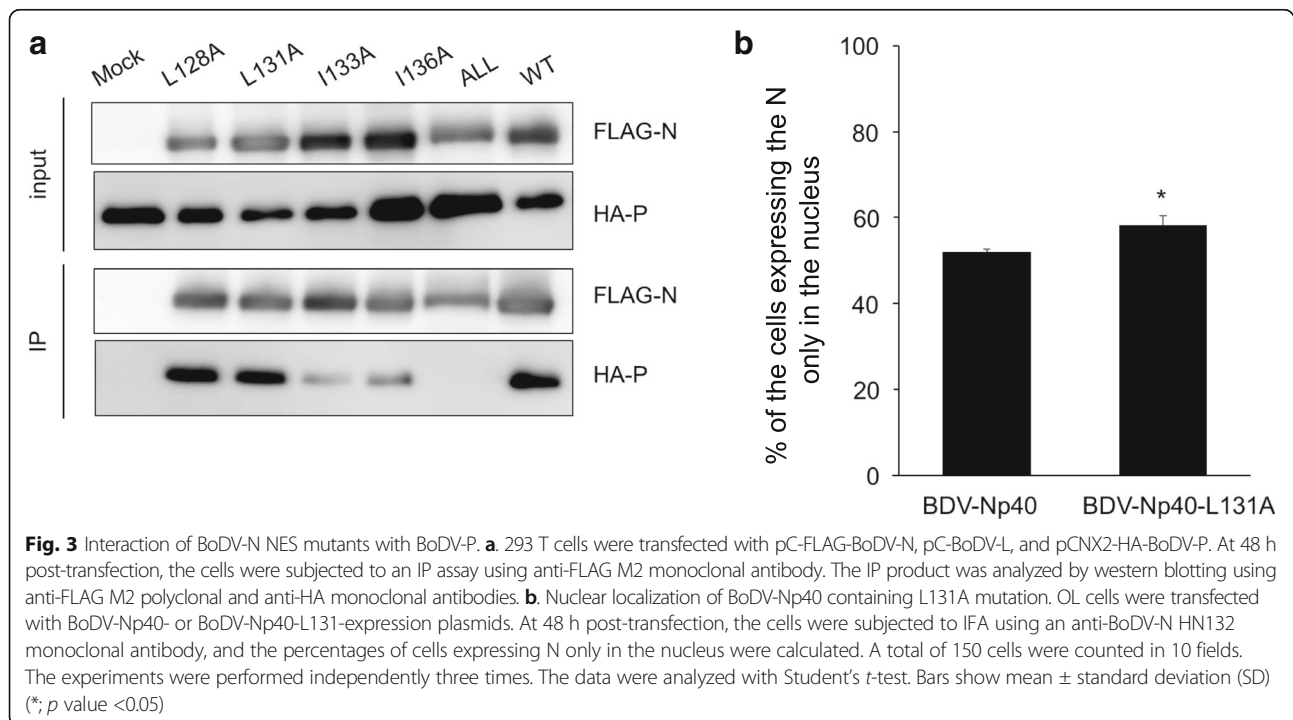 a
Mock L128A L131A I133A I136A ALL WT
input
FLAG-N
HA-P
IP
FLAG-N
HA-P
b
% of the cells expressing the N
only in the nucleus
100
80
60
40
20
0
*
BDV-Np40 BDV-Np40-L131A
Fig. 3 Interaction of BoDV-N NES mutants with BoDV-P. a. 293 T cells were transfected with pC-FLAG-BoDV-N, pC-BoDV-L, and pCNX2-HA-BoDV-P. At 48 h
post-transfection, the cells were subjected to an IP assay using anti-FLAG M2 monoclonal antibody. The IP product was analyzed by western blotting using
anti-FLAG M2 polyclonal and anti-HA monoclonal antibodies. b. Nuclear localization of BoDV-Np40 containing L131A mutation. OL cells were transfected
with BoDV-Np40- or BoDV-Np40-L131-expression plasmids. At 48 h post-transfection, the cells were subjected to IFA using an anti-BoDV-N HN132
monoclonal antibody, and the percentages of cells expressing N only in the nucleus were calculated. A total of 150 cells were counted in 10 fields.
The experiments were performed independently three times. The data were analyzed with Student's t-test. Bars show mean ± standard deviation (SD)
(*; p value <0.05)